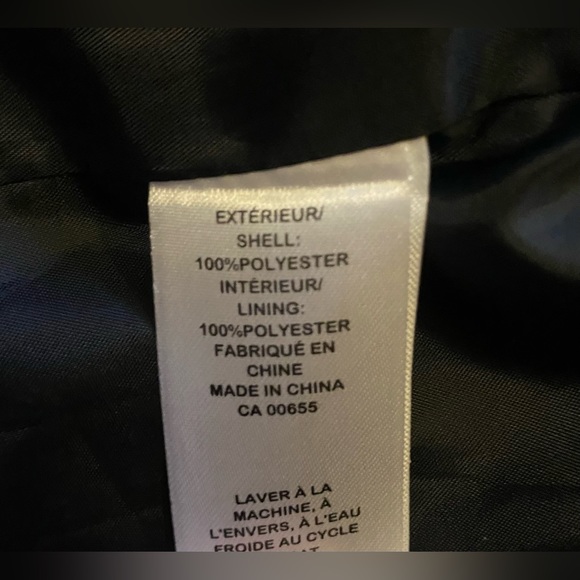 EXTÉRIEUR/
SHELL:
100%POLYESTER
INTÉRIEUR/
LINING:
100%POLYESTER
FABRIQUÉ EN
CHINE
MADE IN CHINA
CA 00655
LAVER À LA
MACHINE, À
L'ENVERS, À L'EAU
FROIDE AU CYCLE